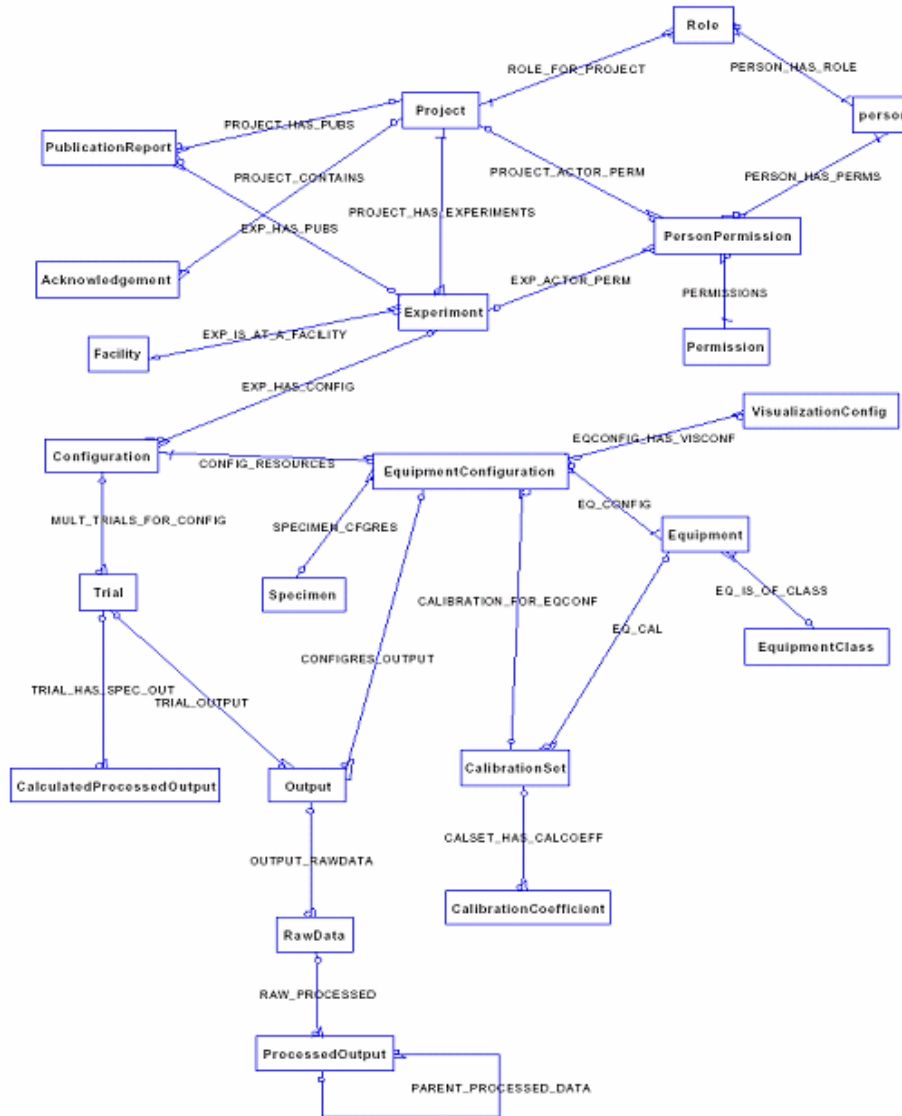 Role
ROLE_FOR_PROJECT
PERSON_HAS_ROLE
Project
person
PROJECT_HAS_PUBS
PublicationReport
PROJECT_CONTAINS
PROJECT_ACTOR_PERM
PERSON_HAS_PERMS
PROJECT_HAS_EXPERIMENTS
EXP_HAS_PUBS
PersonPermission
Acknowledgement
EXP_ACTOR_PERM
PERMISSIONS
Experiment
EXP_IS_AT_A_FACILITY
Facility
Permission
EXP_HAS_CONFIG
VisualizationConfig
EQCONFIG_HAS_VISCONF
Configuration
CONFIG_RESOURCES
EquipmentConfiguration
EQ_CONFIG
MULT_TRIALS_FOR_CONFIG
SPECIMEN_CFGRES
Equipment
Trial
Specimen
CALIBRATION_FOR_EQCONF
EQ_IS_OF_CLASS
EQ_CAL
EquipmentClass
CONFIGRES_OUTPUT
TRIAL_HAS_SPEC_OUT
TRIAL_OUTPUT
CalculatedProcessedOutput
Output
CalibrationSet
CALSET_HAS_CALCOEFF
OUTPUT_RAWDATA
CalibrationCoefficient
RawData
RAW_PROCESSED
ProcessedOutput
PARENT_PROCESSED_DATA